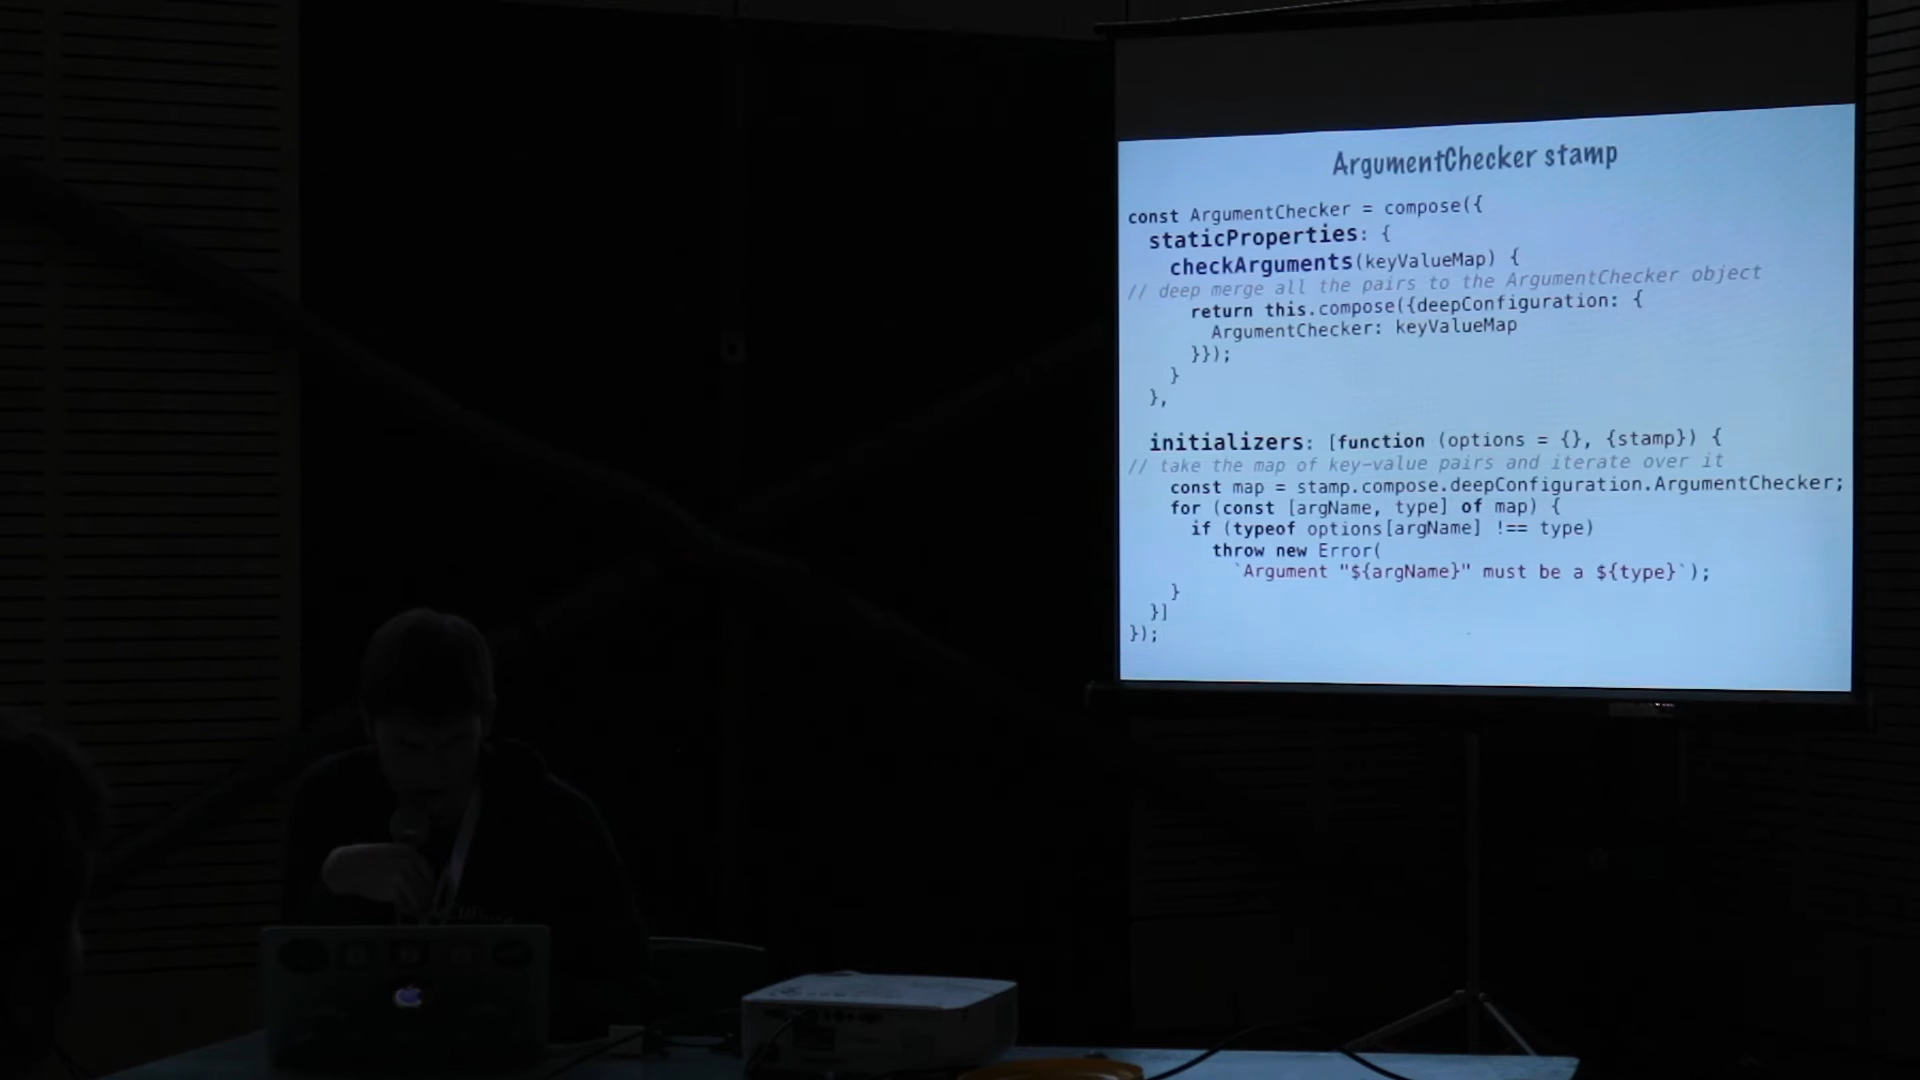 ArgumentChecker stamp
const ArgumentChecker = compose({
staticProperties: {
checkArguments(keyValueMap) {
// deep merge all the pairs to the ArgumentChecker object
return this.compose({deepConfiguration: {
ArgumentChecker: keyValueMap
}});
}
},
initializers: [function (options = {}, {stamp}) {
// take the map of key-value pairs and iterate over it
const map = stamp.compose.deepConfiguration.ArgumentChecker;
for (const [argName, type] of map) {
if (typeof options[argName] !== type)
throw new Error(
`Argument "${argName}" must be a ${type}`);
}
}]
});